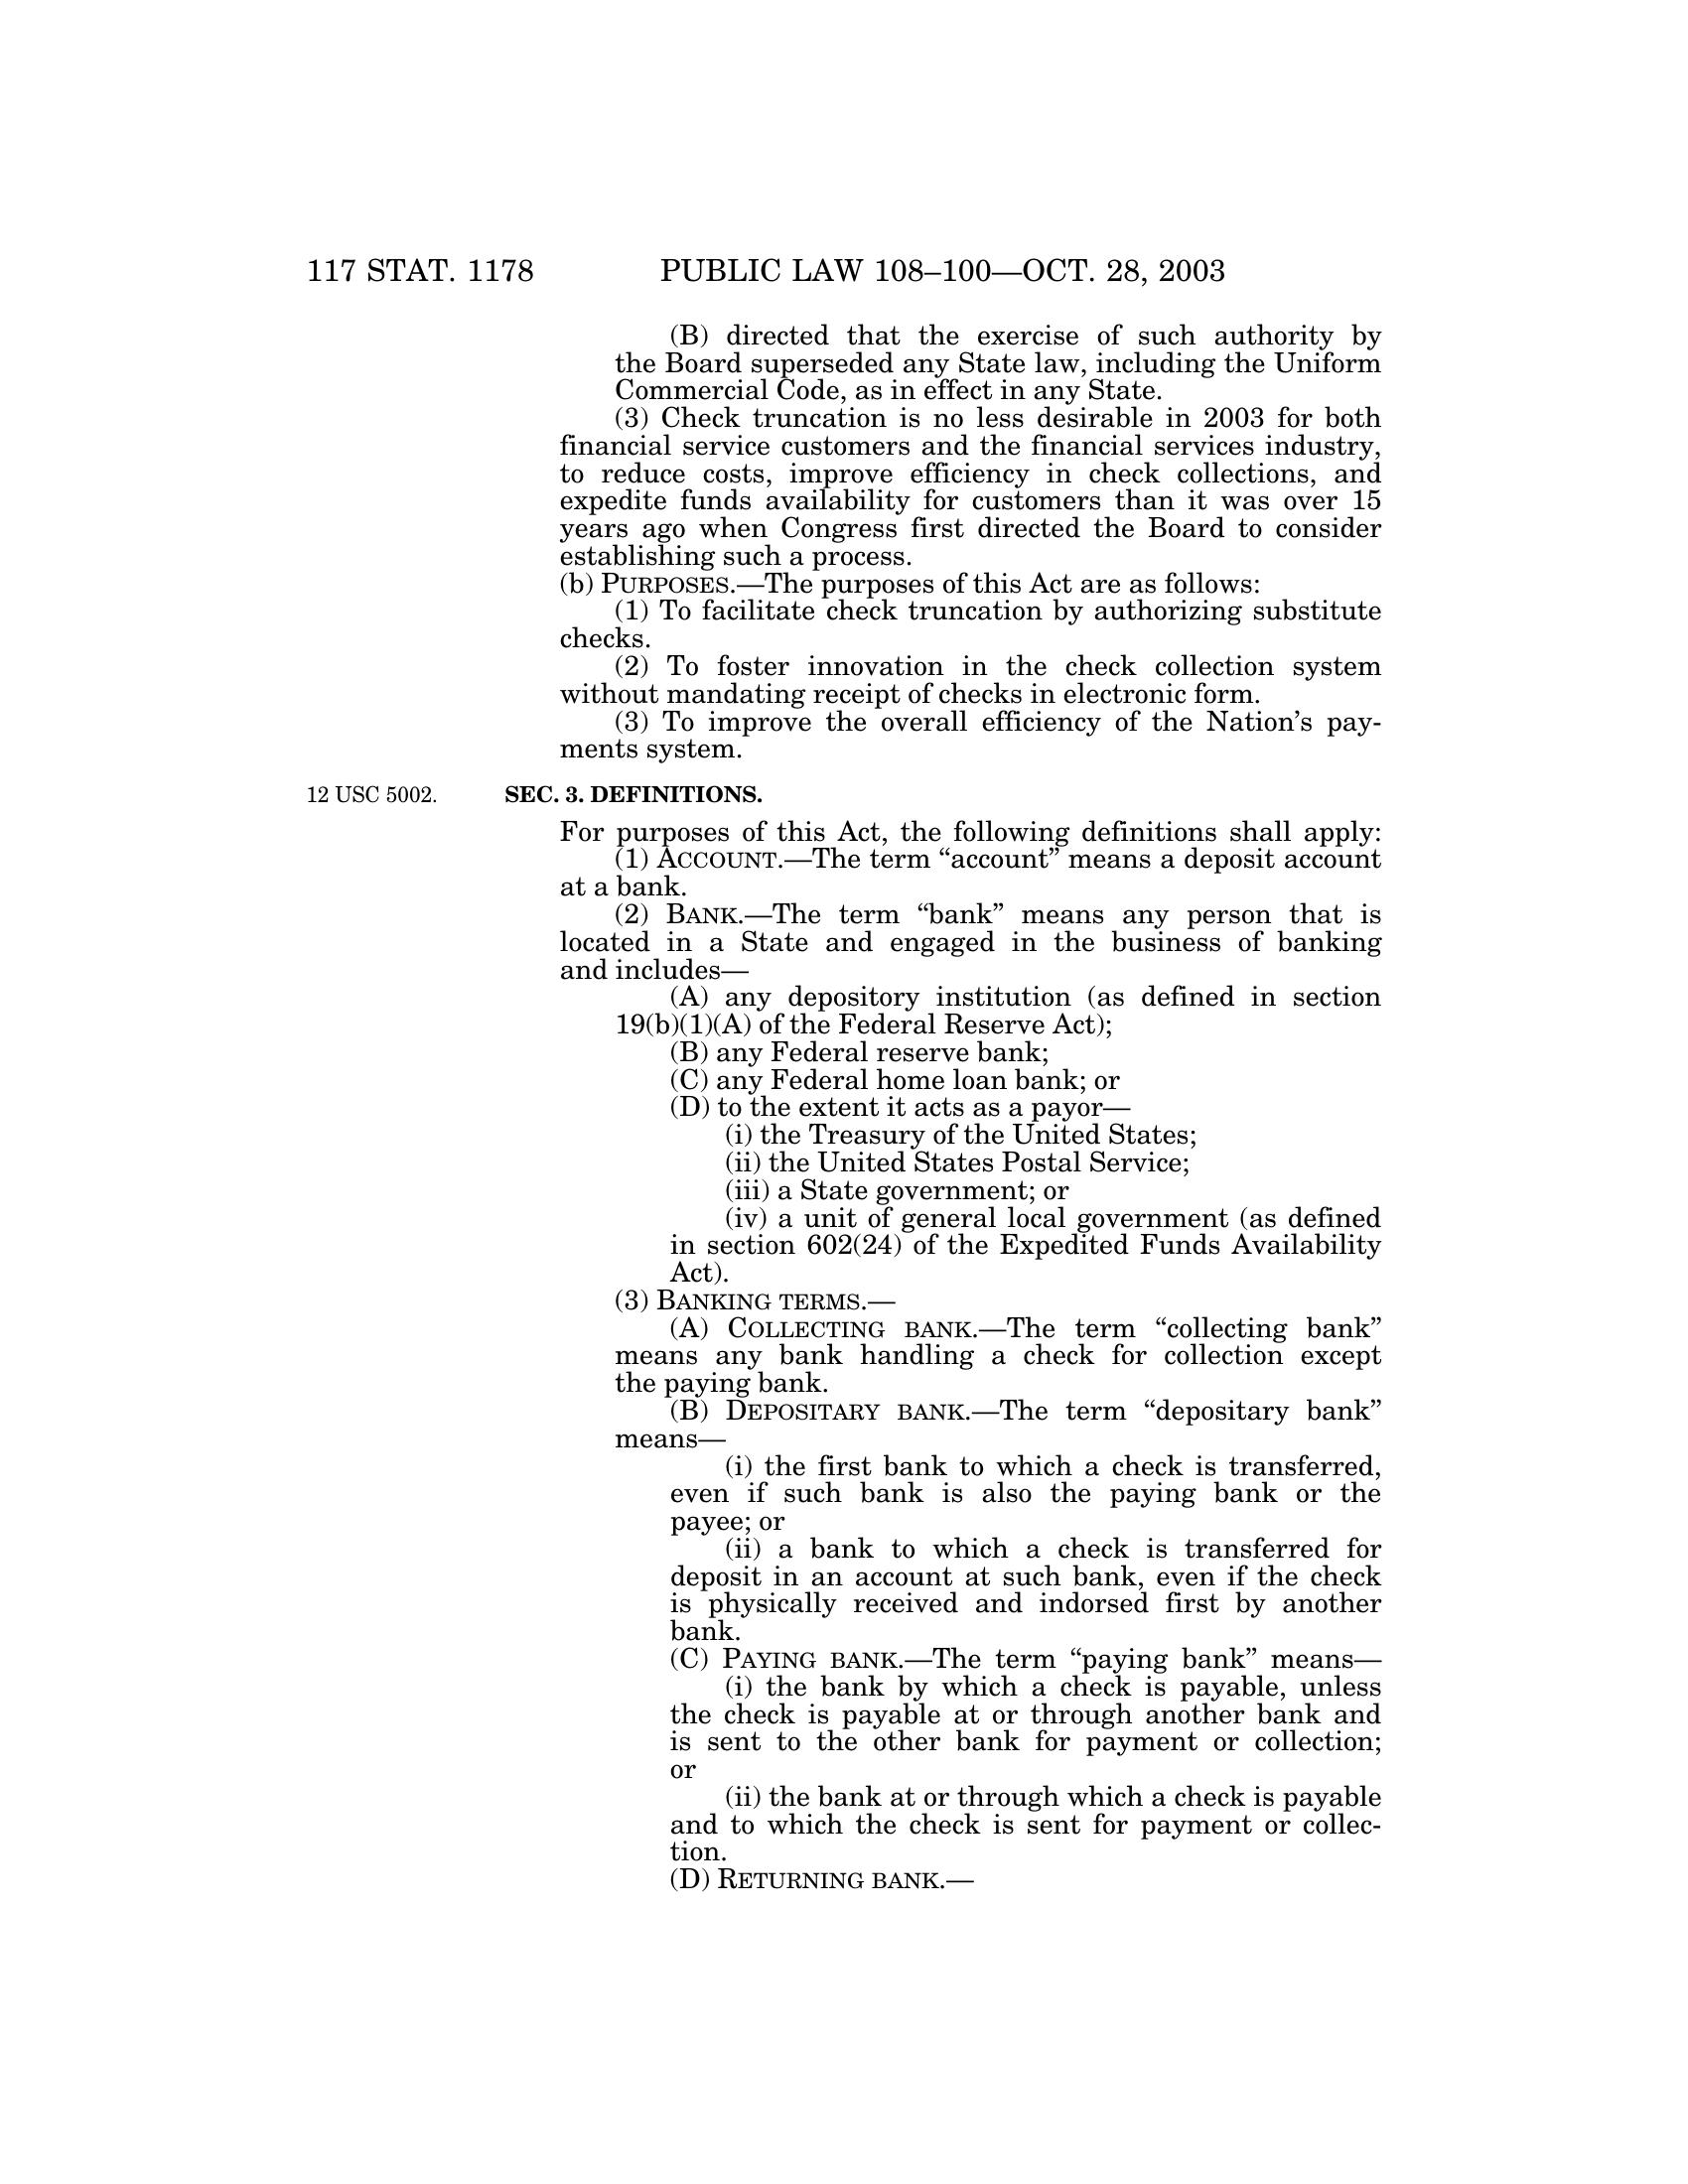 117 STAT. 1178 PUBLIC LAW 108–100—OCT. 28, 2003
(B) directed that the exercise of such authority by
the Board superseded any State law, including the Uniform
Commercial Code, as in effect in any State.
(3) Check truncation is no less desirable in 2003 for both
financial service customers and the financial services industry,
to reduce costs, improve efficiency in check collections, and
expedite funds availability for customers than it was over 15
years ago when Congress first directed the Board to consider
establishing such a process.
(b) PURPOSES.—The purposes of this Act are as follows:
(1) To facilitate check truncation by authorizing substitute
checks.
(2) To foster innovation in the check collection system
without mandating receipt of checks in electronic form.
(3) To improve the overall efficiency of the Nation’s pay-
ments system.
12 USC 5002. SEC. 3. DEFINITIONS.
For purposes of this Act, the following definitions shall apply:
(1) ACCOUNT.—The term “account” means a deposit account
at a bank.
(2) BANK.—The term “bank” means any person that is
located in a State and engaged in the business of banking
and includes—
(A) any depository institution (as defined in section
19(b)(1)(A) of the Federal Reserve Act);
(B) any Federal reserve bank;
(C) any Federal home loan bank; or
(D) to the extent it acts as a payor—
(i) the Treasury of the United States;
(ii) the United States Postal Service;
(iii) a State government; or
(iv) a unit of general local government (as defined
in section 602(24) of the Expedited Funds Availability
Act).
(3) BANKING TERMS.—
(A) COLLECTING BANK.—The term “collecting bank”
means any bank handling a check for collection except
the paying bank.
(B) DEPOSITARY BANK.—The term “depositary bank”
means—
(i) the first bank to which a check is transferred,
even if such bank is also the paying bank or the
payee; or
(ii) a bank to which a check is transferred for
deposit in an account at such bank, even if the check
is physically received and indorsed first by another
bank.
(C) PAYING BANK.—The term “paying bank” means—
(i) the bank by which a check is payable, unless
the check is payable at or through another bank and
is sent to the other bank for payment or collection;
or
(ii) the bank at or through which a check is payable
and to which the check is sent for payment or collec-
tion.
(D) RETURNING BANK.—